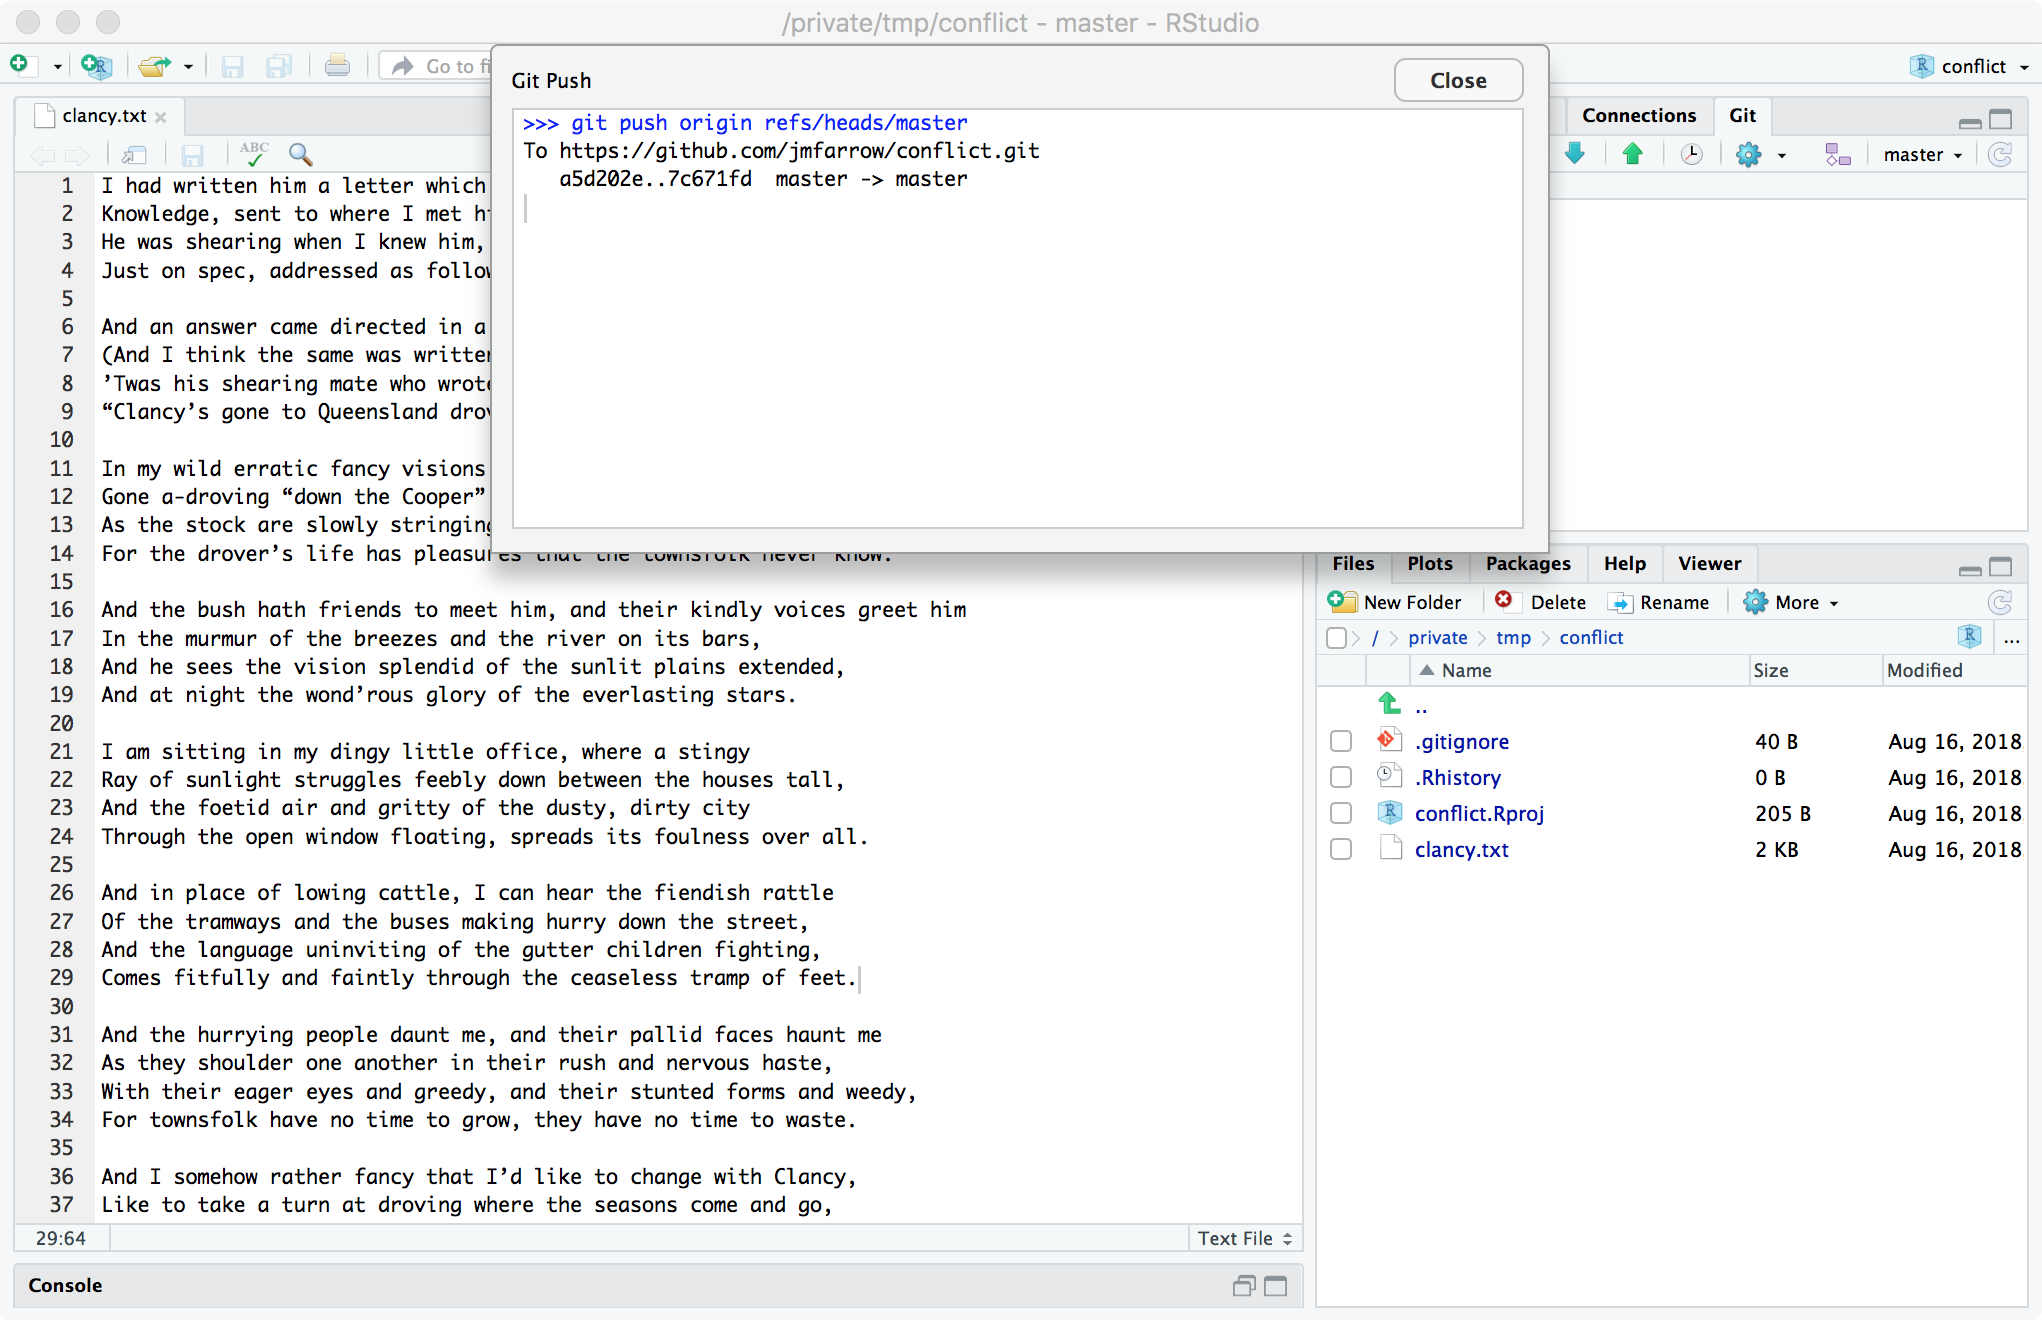 /private/tmp/conflict - master - RStudio
Go to fi
conflict
Git Push
Close
>>> git push origin refs/heads/master
To https://github.com/jmfarrow/conflict.git
a5d202e..7c671fd master -> master
clancy.txt
ABC
1 I had written him a letter which
2 Knowledge, sent to where I met hi
3 He was shearing when I knew him,
4 Just on spec, addressed as follow
5
6 And an answer came directed in a
7 (And I think the same was written
8 ’Twas his shearing mate who wrote
9 “Clancy’s gone to Queensland drov
10
11 In my wild erratic fancy visions
12 Gone a-droving “down the Cooper”
13 As the stock are slowly stringing
14 For the drover’s life has pleasures that the townsfolk never know.
15
16 And the bush hath friends to meet him, and their kindly voices greet him
17 In the murmur of the breezes and the river on its bars,
18 And he sees the vision splendid of the sunlit plains extended,
19 And at night the wond’rous glory of the everlasting stars.
20
21 I am sitting in my dingy little office, where a stingy
22 Ray of sunlight struggles feebly down between the houses tall,
23 And the foetid air and gritty of the dusty, dirty city
24 Through the open window floating, spreads its foulness over all.
25
26 And in place of lowing cattle, I can hear the fiendish rattle
27 Of the tramways and the buses making hurry down the street,
28 And the language uninviting of the gutter children fighting,
29 Comes fitfully and faintly through the ceaseless tramp of feet.
30
31 And the hurrying people daunt me, and their pallid faces haunt me
32 As they shoulder one another in their rush and nervous haste,
33 With their eager eyes and greedy, and their stunted forms and weedy,
34 For townsfolk have no time to grow, they have no time to waste.
35
36 And I somehow rather fancy that I’d like to change with Clancy,
37 Like to take a turn at droving where the seasons come and go,
29:64
Text File
Console
Connections Git
master
Files Plots Packages Help Viewer
New Folder Delete Rename More
/ private tmp conflict R ...
Name Size Modified
..
.gitignore 40 B Aug 16, 2018
.Rhistory 0 B Aug 16, 2018
conflict.Rproj 205 B Aug 16, 2018
clancy.txt 2 KB Aug 16, 2018